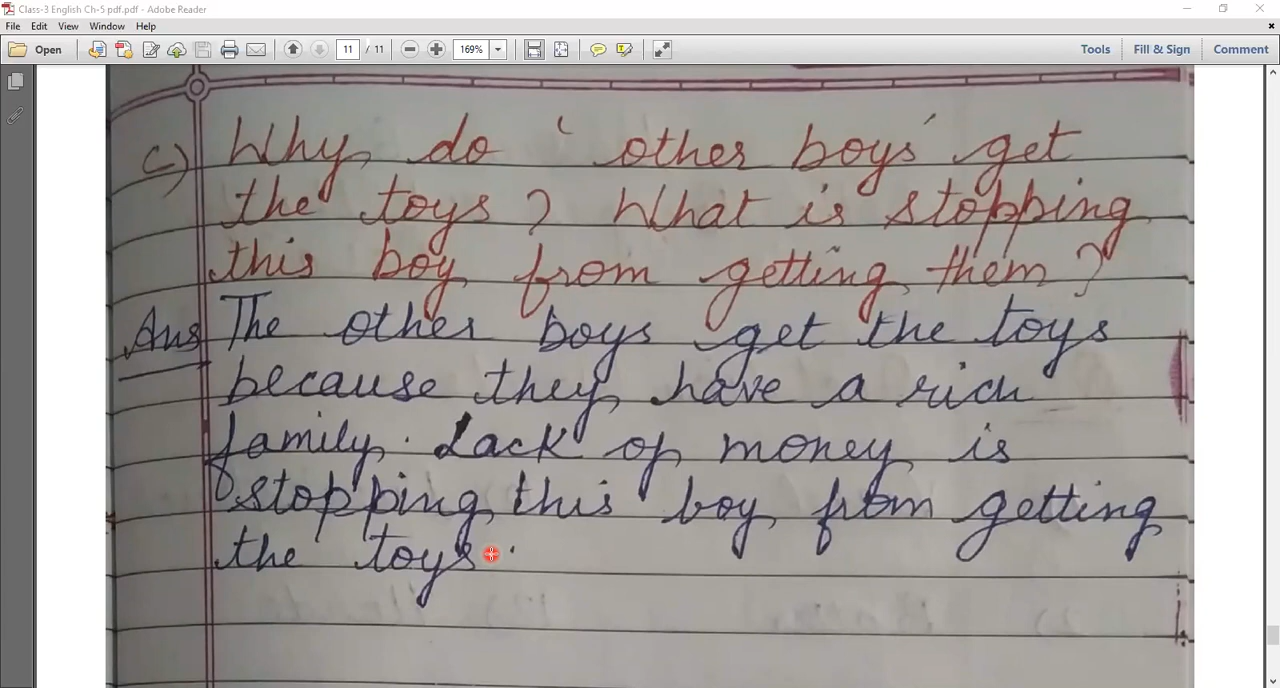 Class-3 English Ch-5 pdf.pdf - Adobe Reader
File Edit View Window Help
Open 11 / 11 169% Tools Fill & Sign Comment
c) Why do 'other boys' get
the toys? What is stopping
this boy from getting them?
Ans The other boys get the toys
because they have a rich
family. Lack of money is
stopping this boy from getting
the toys.